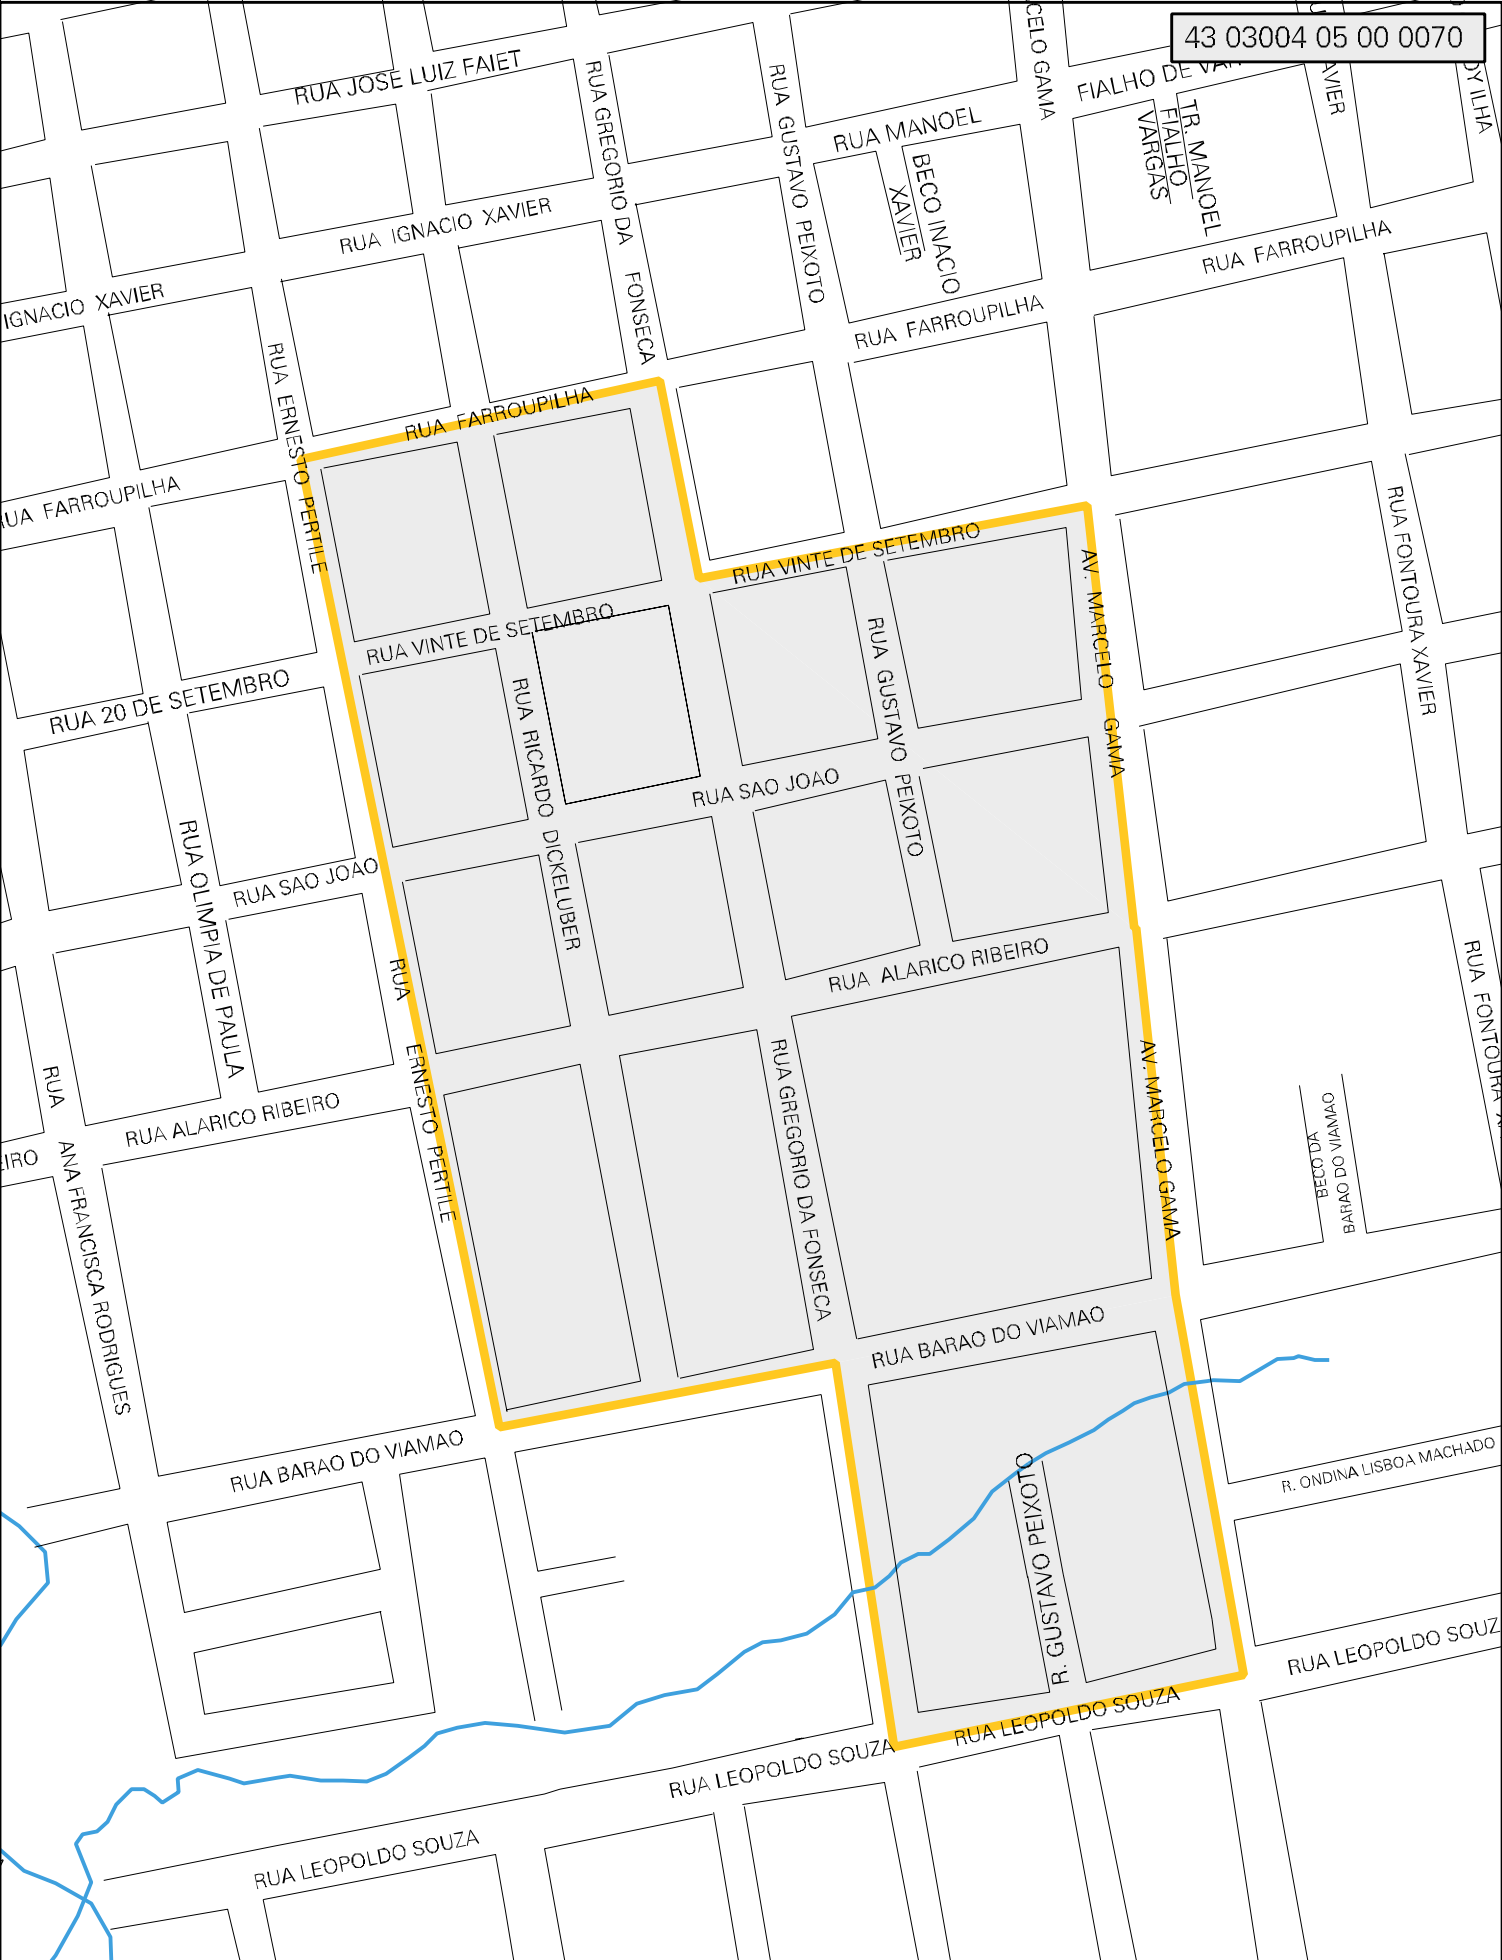 43 03004 05 00 0070
RUA JOSE LUIZ FAIET
RUA GREGORIO DA FONSECA
RUA GUSTAVO PEIXOTO
CELO GAMA
FIALHO DE VAR
AVIER
OY ILHA
RUA MANOEL
BECO INACIO
XAVIER
TR. MANOEL
FIALHO
VARGAS
RUA IGNACIO XAVIER
IGNACIO XAVIER
RUA FARROUPILHA
RUA FARROUPILHA
RUA ERNESTO PERTILE
RUA FARROUPILHA
RUA FARROUPILHA
RUA VINTE DE SETEMBRO
RUA VINTE DE SETEMBRO
AV. MARCELO GAMA
RUA FONTOURA XAVIER
RUA GUSTAVO PEIXOTO
RUA RICARDO DICKELUBER
RUA 20 DE SETEMBRO
RUA SAO JOAO
RUA SAO JOAO
RUA OLIMPIA DE PAULA
RUA ALARICO RIBEIRO
RUA ERNESTO PERTILE
RUA FONTOURA
RUA GREGORIO DA FONSECA
AV. MARCELO GAMA
RUA ANA FRANCISCA RODRIGUES
RUA ALARICO RIBEIRO
EIRO
BECO DA
BARAO DO VIAMAO
RUA BARAO DO VIAMAO
RUA BARAO DO VIAMAO
R. ONDINA LISBOA MACHADO
R. GUSTAVO PEIXOTO
RUA LEOPOLDO SOUZ
RUA LEOPOLDO SOUZA
RUA LEOPOLDO SOUZA
RUA LEOPOLDO SOUZA